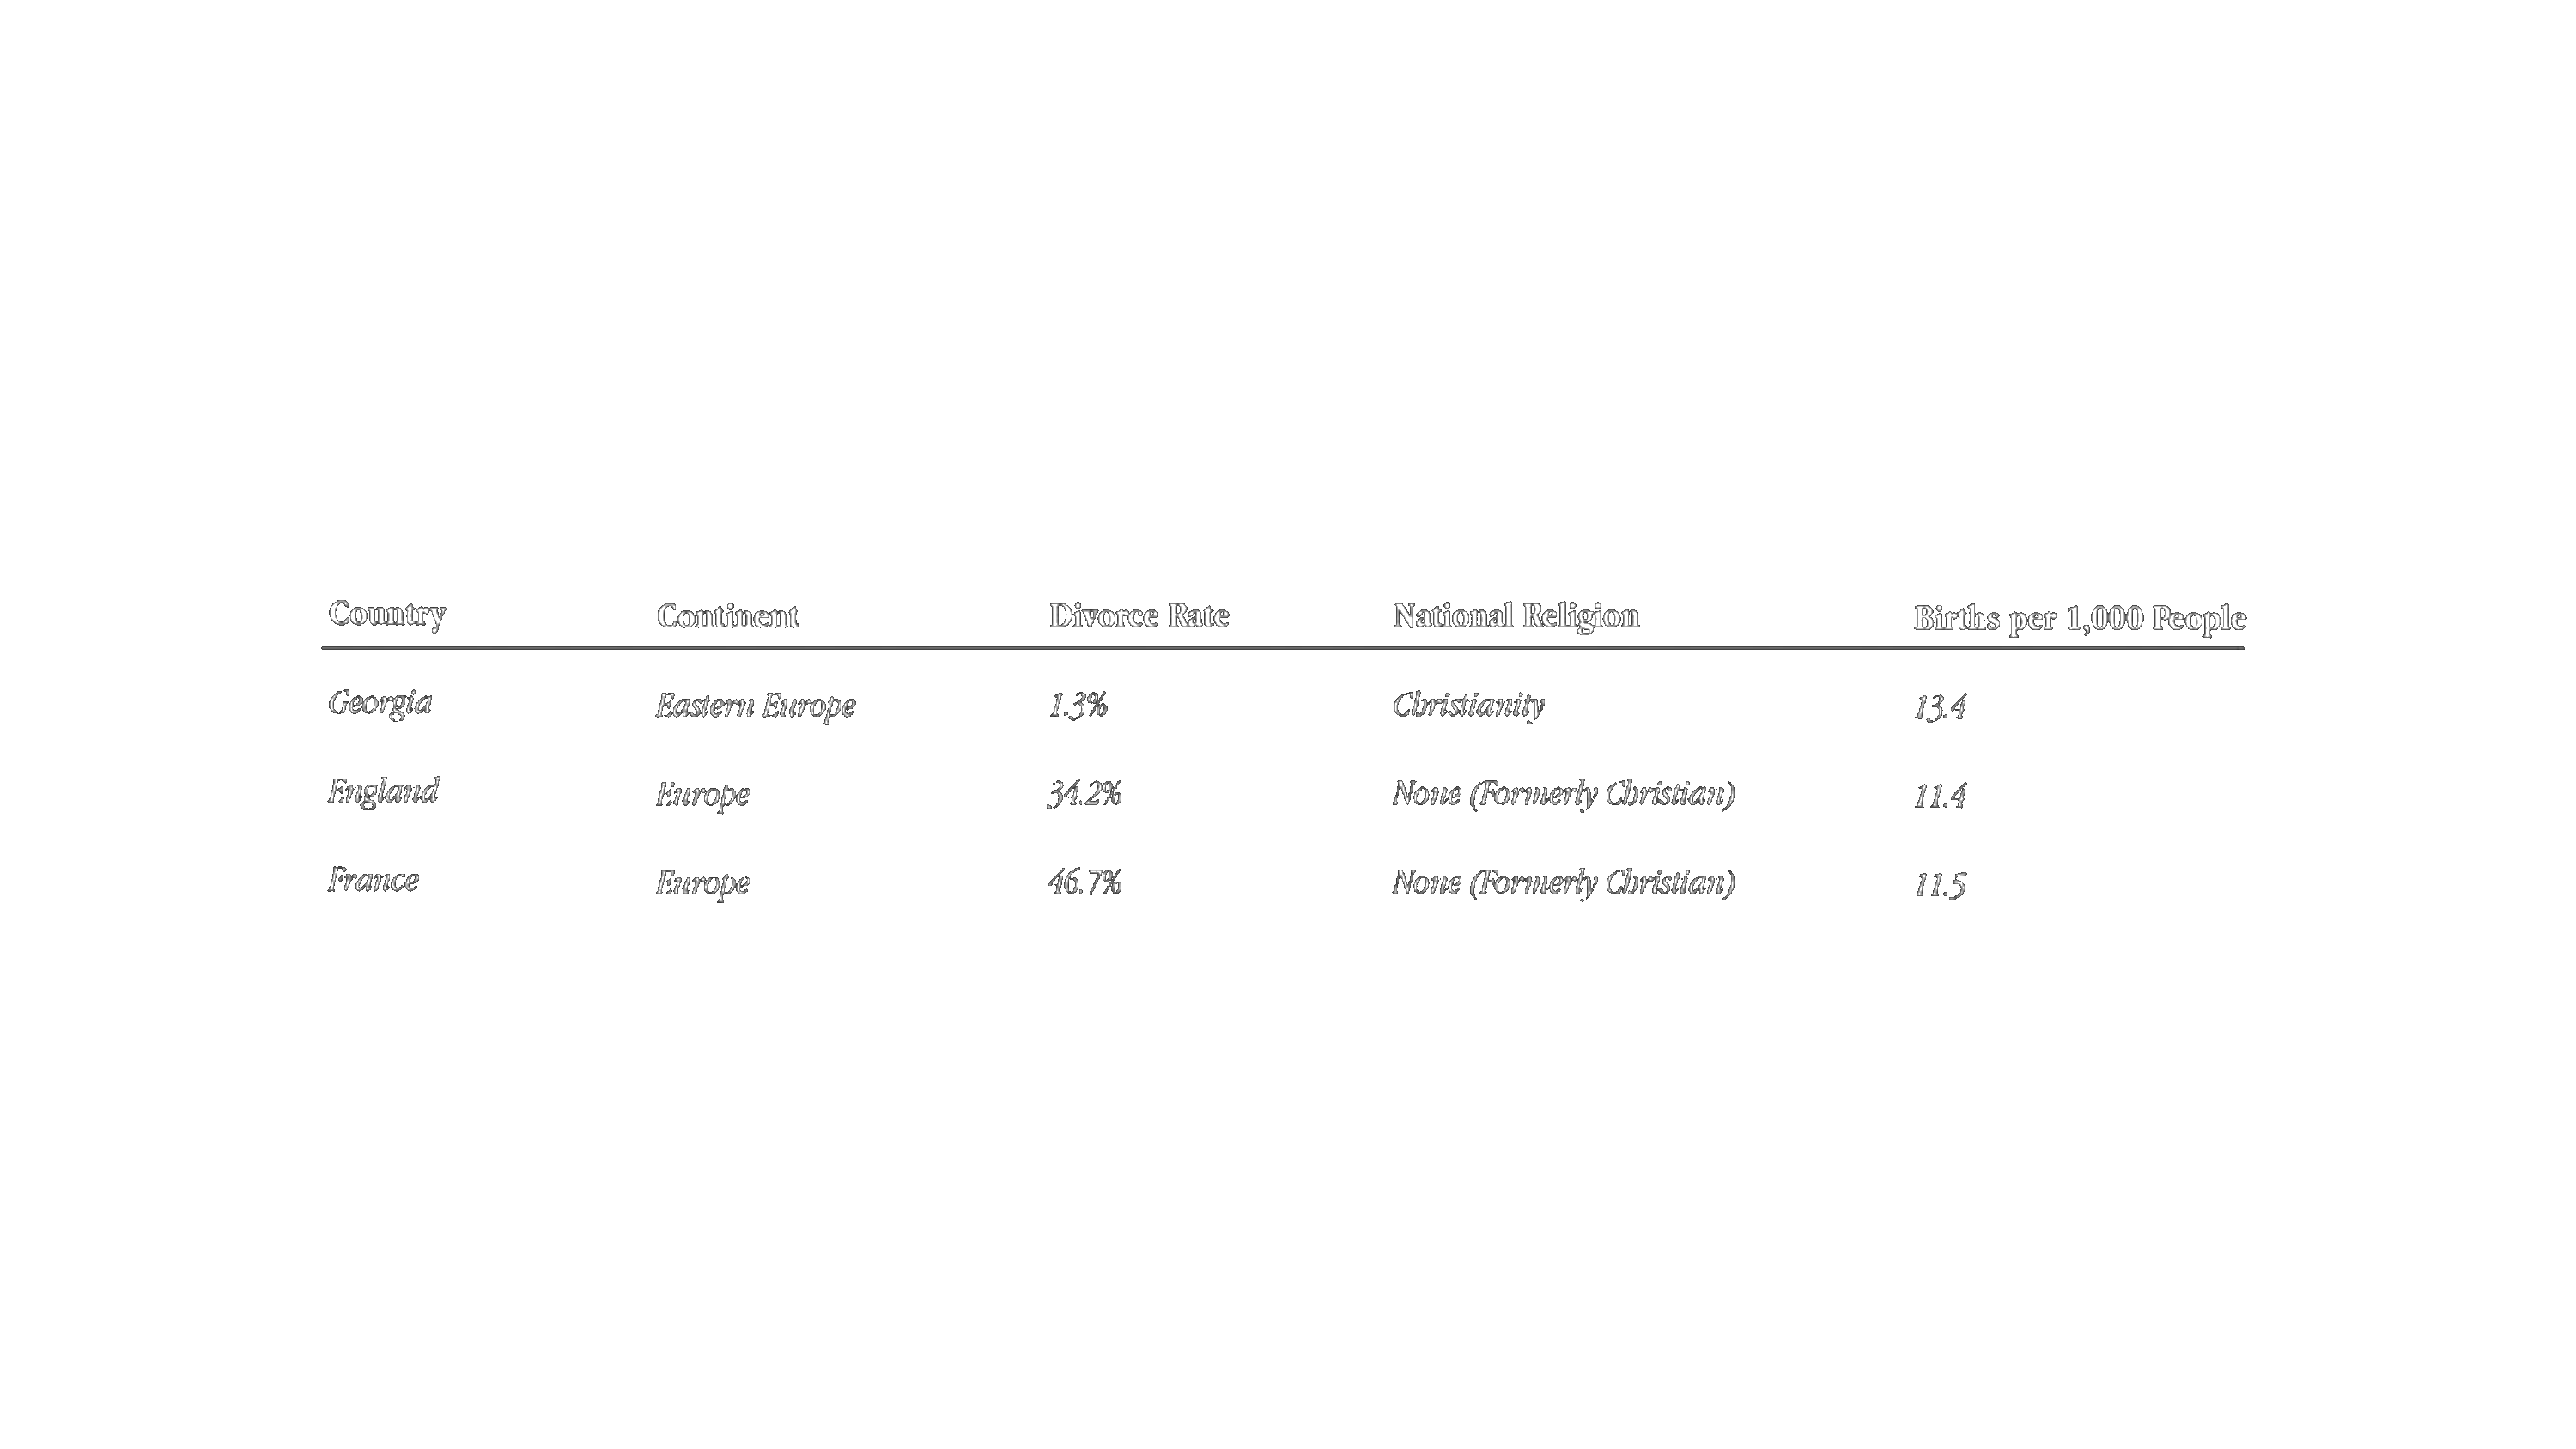 Country Continent Divorce Rate National Religion Births per 1,000 People
Georgia Eastern Europe 1.3% Christianity 13.4
England Europe 34.2% None (Formerly Christian) 11.4
France Europe 46.7% None (Formerly Christian) 11.5